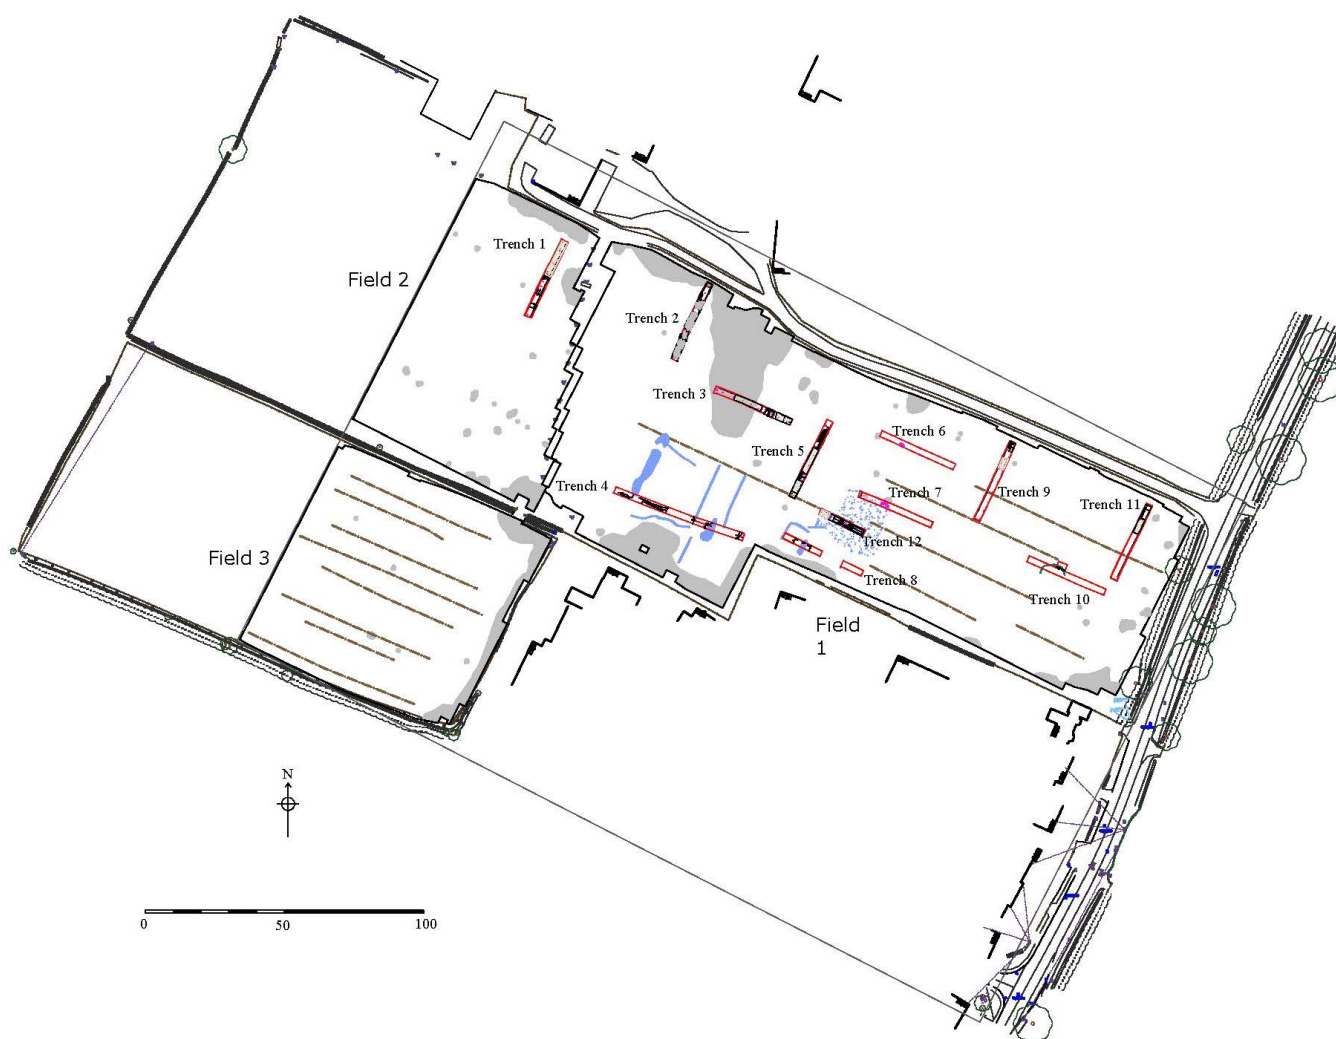 Trench 1
Field 2
Trench 2
Trench 3
Trench 6
Trench 5
Trench 4
Trench 7
Trench 9
Trench 11
Trench 12
Field 3
Trench 8
Trench 10
Field
1
N
0
50
100